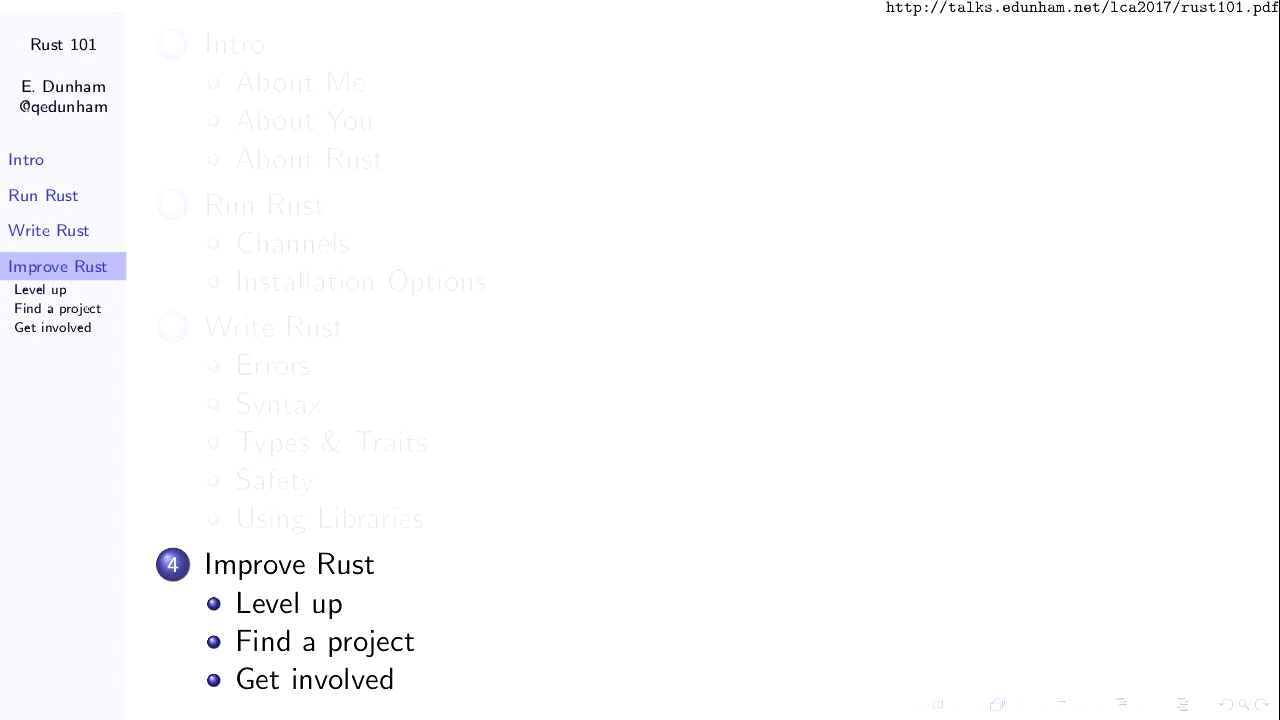 http://talks.edunham.net/lca2017/rust101.pdf
Rust 101
E. Dunham
@qedunham
Intro
Run Rust
Write Rust
Improve Rust
Level up
Find a project
Get involved
Intro
About Me
About You
About Rust
Run Rust
Channels
Installation Options
Write Rust
Errors
Syntax
Types & Traits
Safety
Using Libraries
4 Improve Rust
Level up
Find a project
Get involved